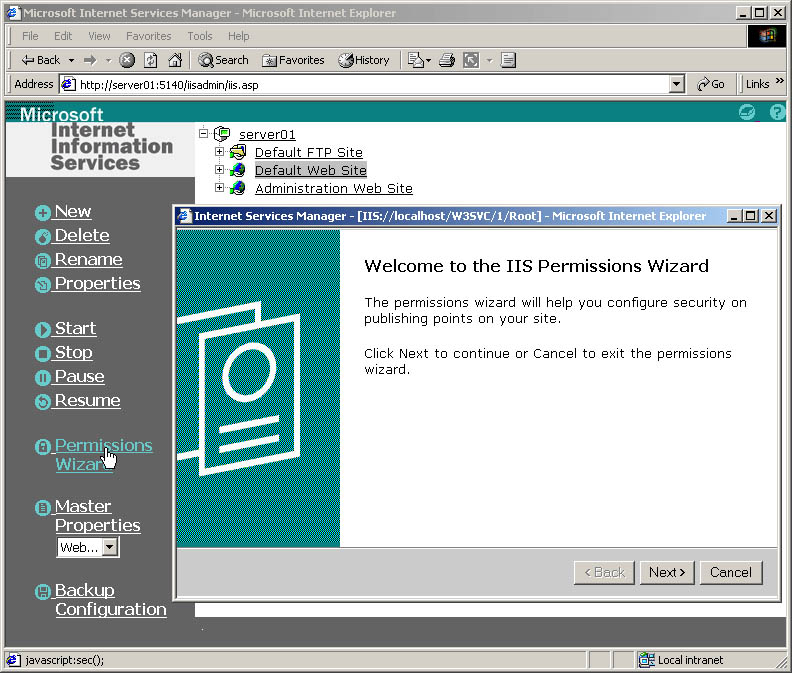 Microsoft Internet Services Manager - Microsoft Internet Explorer
File Edit View Favorites Tools Help
Back Search Favorites History
Address http://server01:5140/iisadmin/iis.asp Go Links »
Microsoft
Internet
Information
Services
server01
Default FTP Site
Default Web Site
Administration Web Site
New
Delete
Rename
Properties
Start
Stop
Pause
Resume
Permissions
Wizard
Master
Properties
Web...
Backup
Configuration
Internet Services Manager - [IIS://localhost/W3SVC/1/Root] - Microsoft Internet Explorer
Welcome to the IIS Permissions Wizard
The permissions wizard will help you configure security on
publishing points on your site.
Click Next to continue or Cancel to exit the permissions
wizard.
< Back Next > Cancel
javascript:sec(); Local intranet